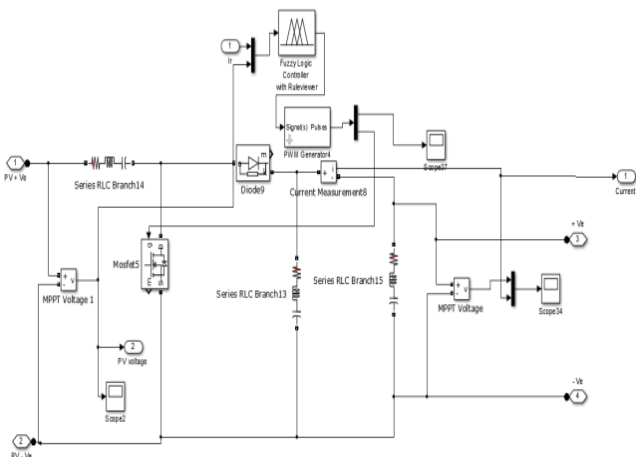 1
Ir
Fuzzy Logic
Controller
with Ruleviewer
Signal(s) Pulses
PWM Generator4
Scope37
1
PV+ Ve
Series RLC Branch14
m
Diode9
+
-
i
Current Measurement8
1
Current
+ Ve
3
g
D
m
S
Mosfet5
Series RLC Branch13
Series RLC Branch15
+
-
v
MPPT Voltage 1
+
-
v
MPPT Voltage
Scope34
2
PV voltage
Scope2
- Ve
4
2
PV - Ve